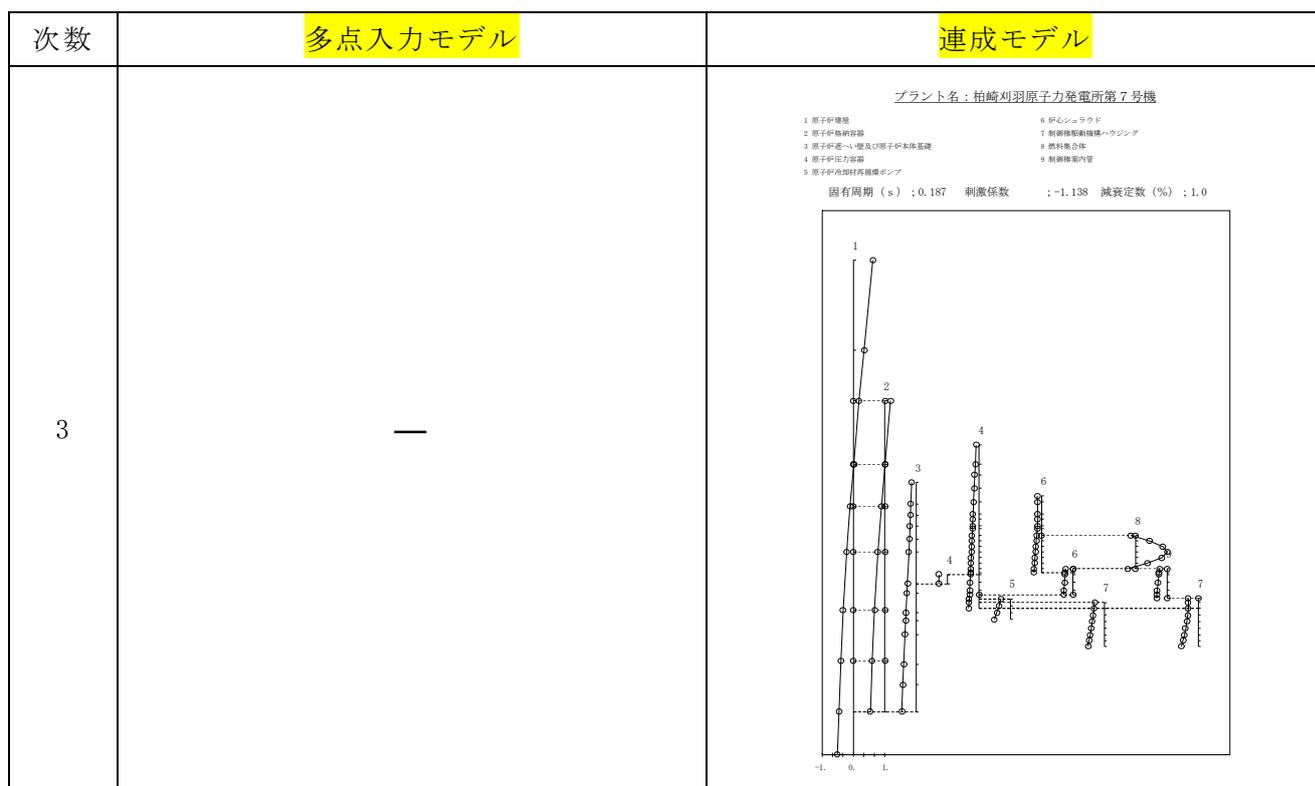 次数 多点入力モデル 連成モデル
プラント名：柏崎刈羽原子力発電所第７号機
1 原子炉建屋
2 原子炉格納容器
3 原子炉遮へい壁及び原子炉本体基礎
4 原子炉圧力容器
5 原子炉冷却材再循環ポンプ
6 炉心シュラウド
7 制御棒駆動機構ハウジング
8 燃料集合体
9 制御棒案内管
固有周期（ｓ）；0.187 刺激係数 ；-1.138 減衰定数（%）；1.0
1
2
3
4
6
8
4
6
5
7
7
3 —
-1. 0. 1.